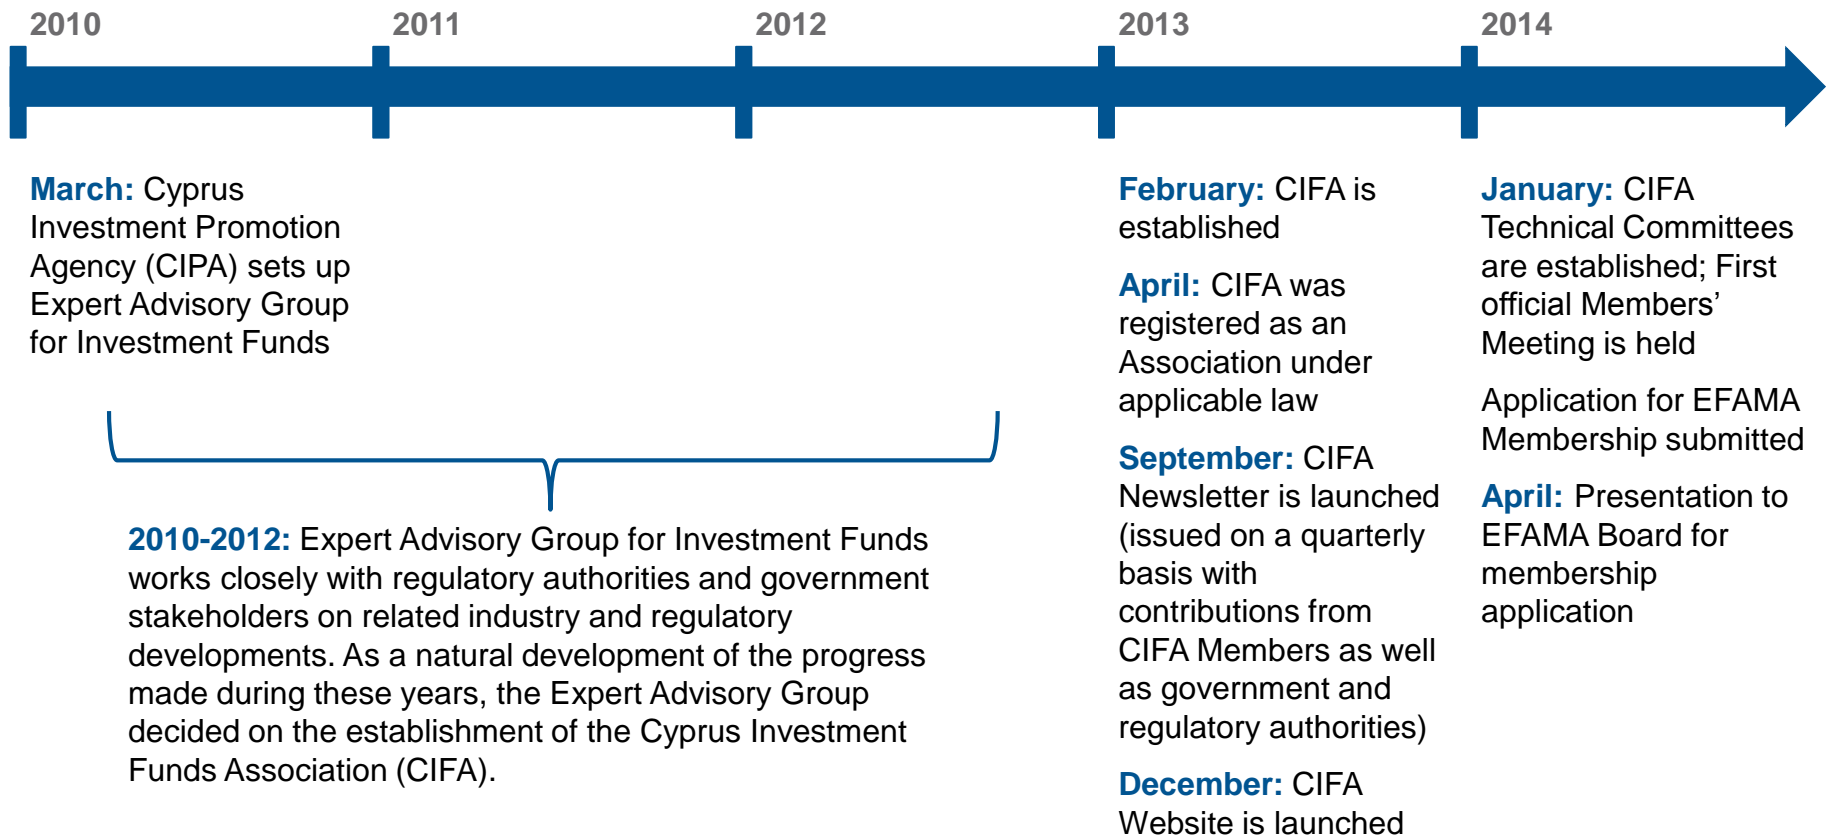 2010
2011
2012
2013
2014
March: Cyprus
Investment Promotion
Agency (CIPA) sets up
Expert Advisory Group
for Investment Funds
2010-2012: Expert Advisory Group for Investment Funds
works closely with regulatory authorities and government
stakeholders on related industry and regulatory
developments. As a natural development of the progress
made during these years, the Expert Advisory Group
decided on the establishment of the Cyprus Investment
Funds Association (CIFA).
February: CIFA is
established
April: CIFA was
registered as an
Association under
applicable law
September: CIFA
Newsletter is launched
(issued on a quarterly
basis with
contributions from
CIFA Members as well
as government and
regulatory authorities)
December: CIFA
Website is launched
January: CIFA
Technical Committees
are established; First
official Members’
Meeting is held
Application for EFAMA
Membership submitted
April: Presentation to
EFAMA Board for
membership
application